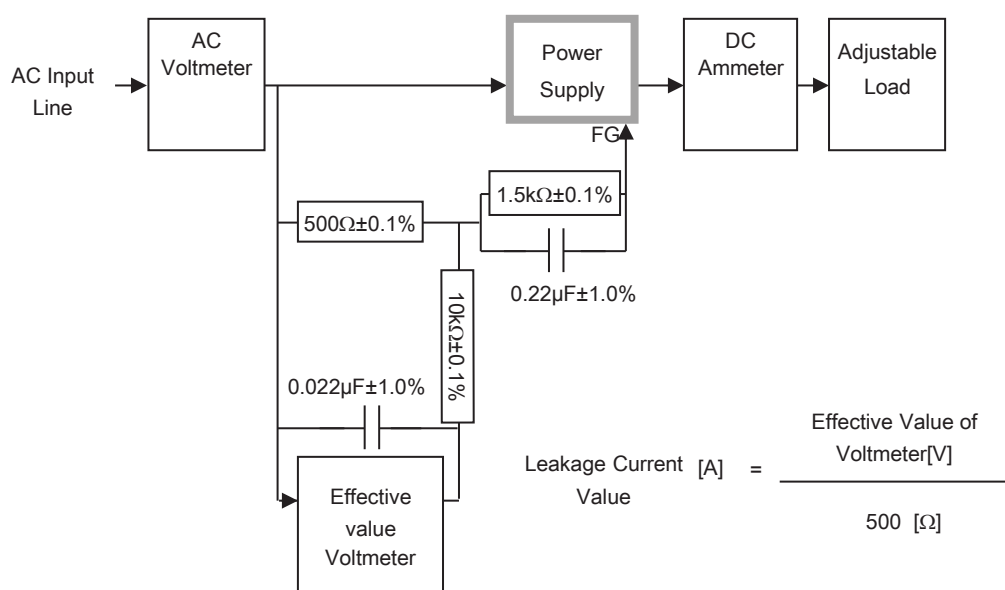 AC
Voltmeter
AC Input
Line
Power
Supply
FG
DC
Ammeter
Adjustable
Load
500Ω±0.1%
1.5kΩ±0.1%
0.22µF±1.0%
10kΩ±0.1%
0.022µF±1.0%
Effective
value
Voltmeter
Leakage Current [A] =
Value
Effective Value of
Voltmeter[V]
500 [Ω]